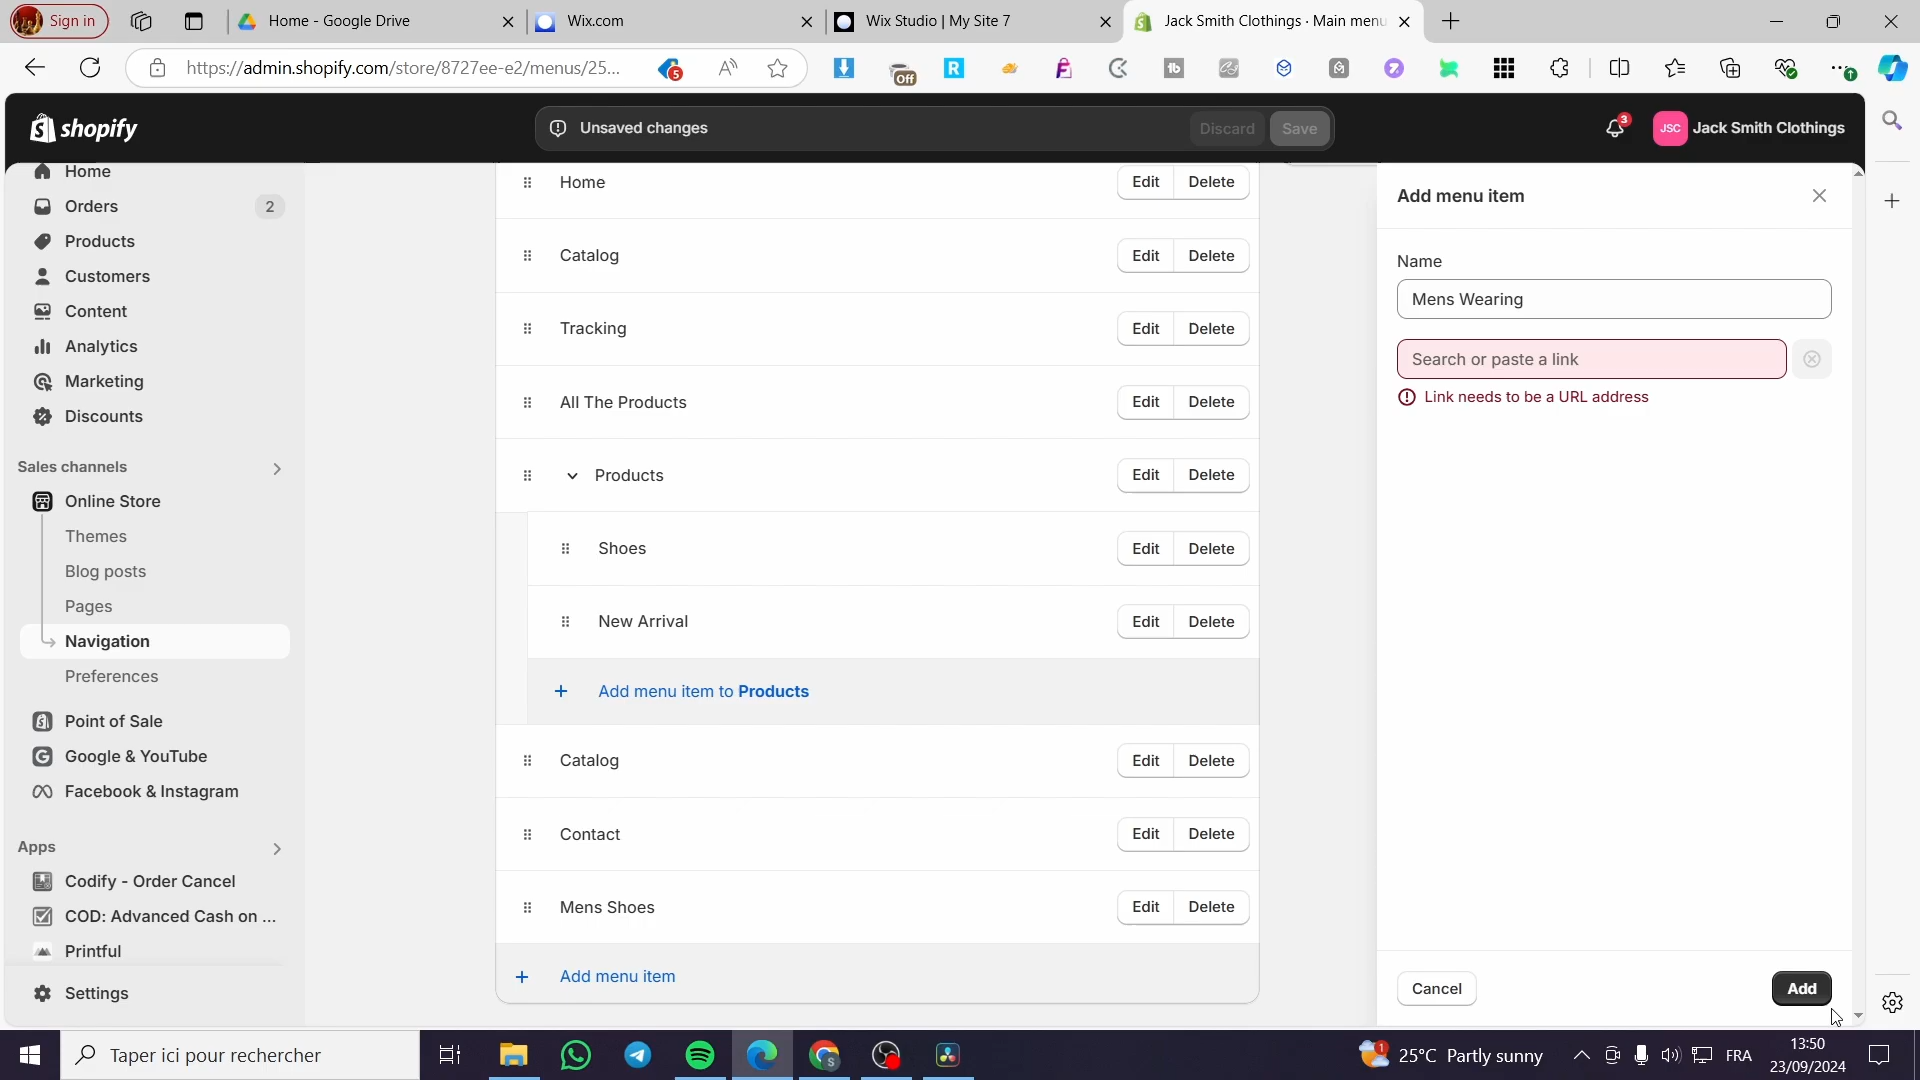 Sign in
Home - Google Drive
Wix.com
Wix Studio | My Site 7
Jack Smith Clothings · Main menu
https://admin.shopify.com/store/8727ee-e2/menus/25...
5
Off
shopify
Unsaved changes
Discard
Save
3
JSC
Jack Smith Clothings
Home
Orders
2
Products
Customers
Content
Analytics
Marketing
Discounts
Sales channels
Online Store
Themes
Blog posts
Pages
Navigation
Preferences
Point of Sale
Google & YouTube
Facebook & Instagram
Apps
Codify - Order Cancel
COD: Advanced Cash on ...
Printful
Settings
Home Edit Delete
Catalog Edit Delete
Tracking Edit Delete
All The Products Edit Delete
Products Edit Delete
Shoes Edit Delete
New Arrival Edit Delete
Add menu item to Products
Catalog Edit Delete
Contact Edit Delete
Mens Shoes Edit Delete
Add menu item
Add menu item
Name
Mens Wearing
Search or paste a link
Link needs to be a URL address
Cancel
Add
Taper ici pour rechercher
1
25°C Partly sunny
FRA
13:50
23/09/2024